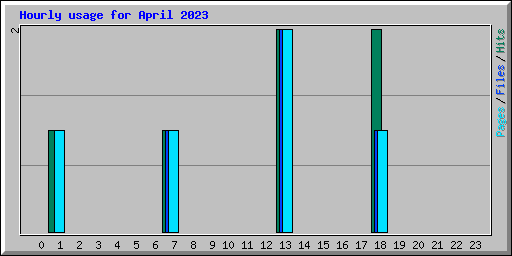 Hourly usage for April 2023
2
Pages/Files/Hits
0 1 2 3 4 5 6 7 8 9 10 11 12 13 14 15 16 17 18 19 20 21 22 23